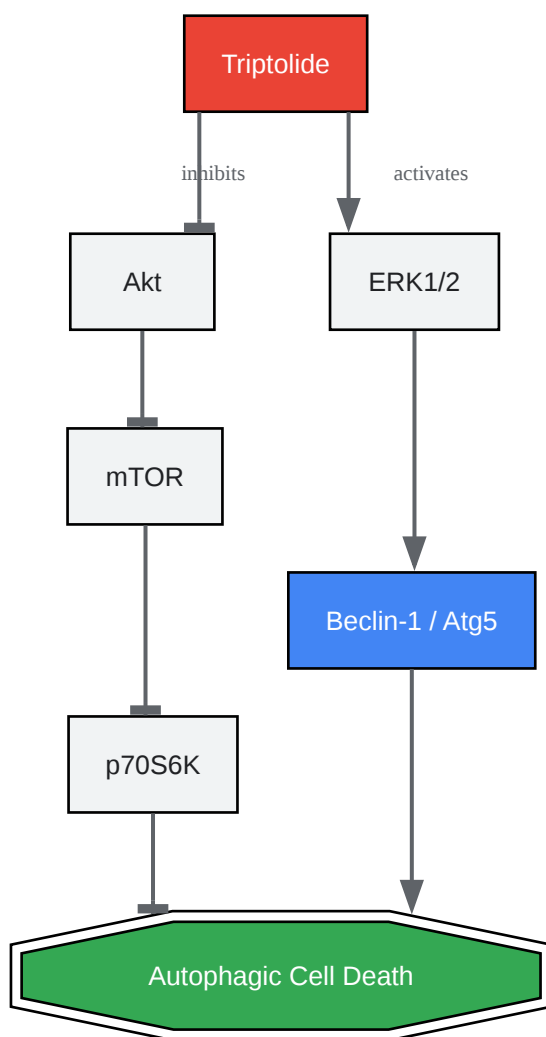 Triptolide
inhibits
activates
Akt
ERK1/2
mTOR
Beclin-1 / Atg5
p70S6K
Autophagic Cell Death